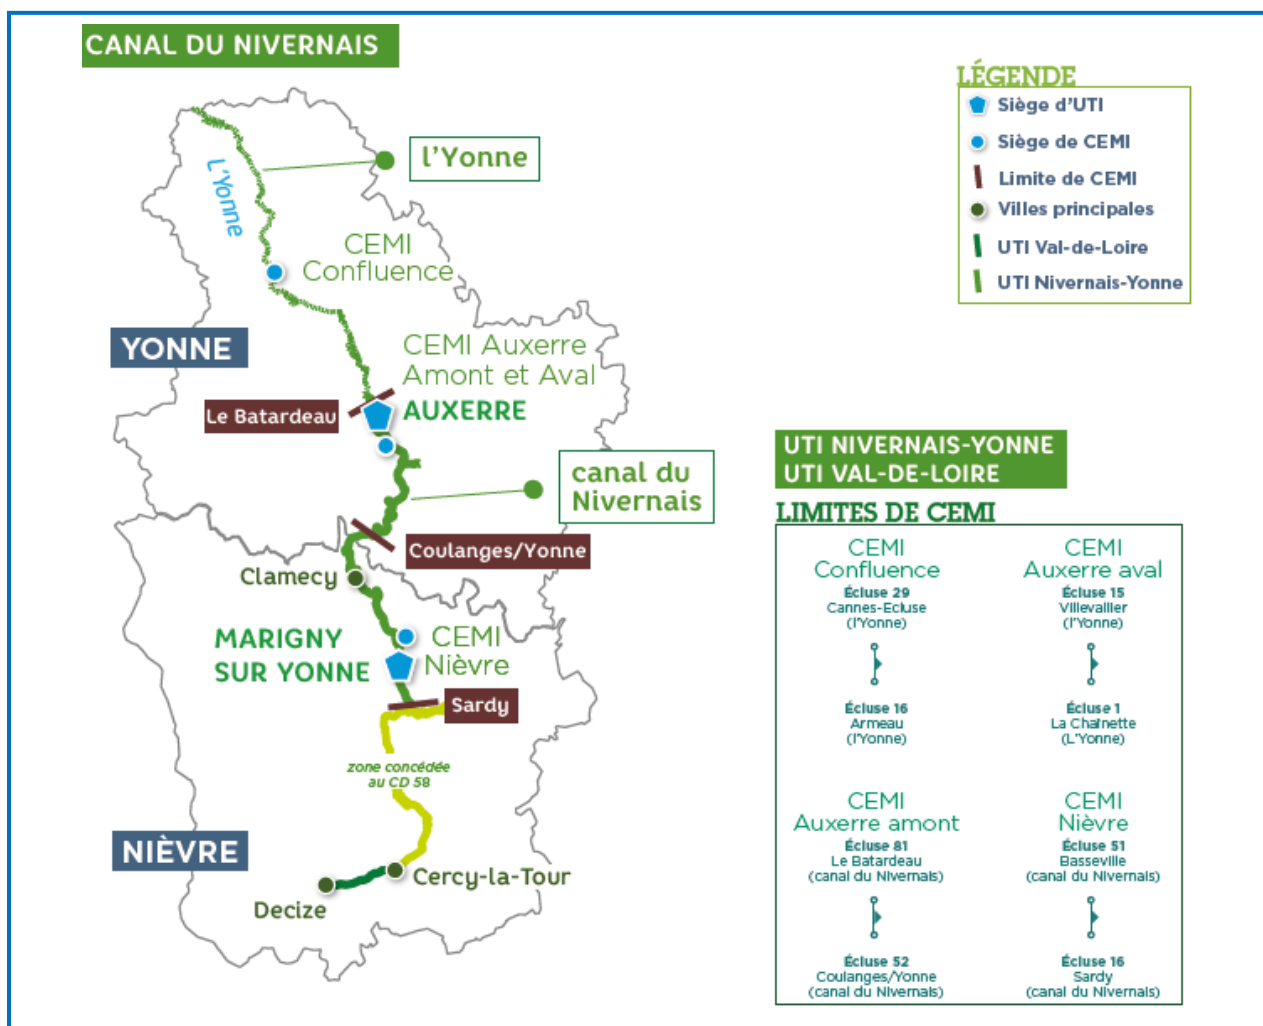 CANAL DU NIVERNAIS
l'Yonne
L'Yonne
CEMI
Confluence
YONNE
CEMI Auxerre
Amont et Aval
Le Batardeau
AUXERRE
canal du
Nivernais
Coulanges/Yonne
Clamecy
MARIGNY
SUR YONNE
CEMI
Nièvre
Sardy
zone concédée
au CD 58
NIÈVRE
Cercy-la-Tour
Decize
LÉGENDE
Siège d'UTI
Siège de CEMI
Limite de CEMI
Villes principales
UTI Val-de-Loire
UTI Nivernais-Yonne
UTI NIVERNAIS-YONNE
UTI VAL-DE-LOIRE
LIMITES DE CEMI
CEMI
Confluence
Écluse 29
Cannes-Ecluse
(l'Yonne)
Écluse 16
Armeau
(l'Yonne)
CEMI
Auxerre aval
Écluse 15
Villevallier
(l'Yonne)
Écluse 1
La Chaînette
(L'Yonne)
CEMI
Auxerre amont
Écluse 81
Le Batardeau
(canal du Nivernais)
Écluse 52
Coulanges/Yonne
(canal du Nivernais)
CEMI
Nièvre
Écluse 51
Basseville
(canal du Nivernais)
Écluse 16
Sardy
(canal du Nivernais)